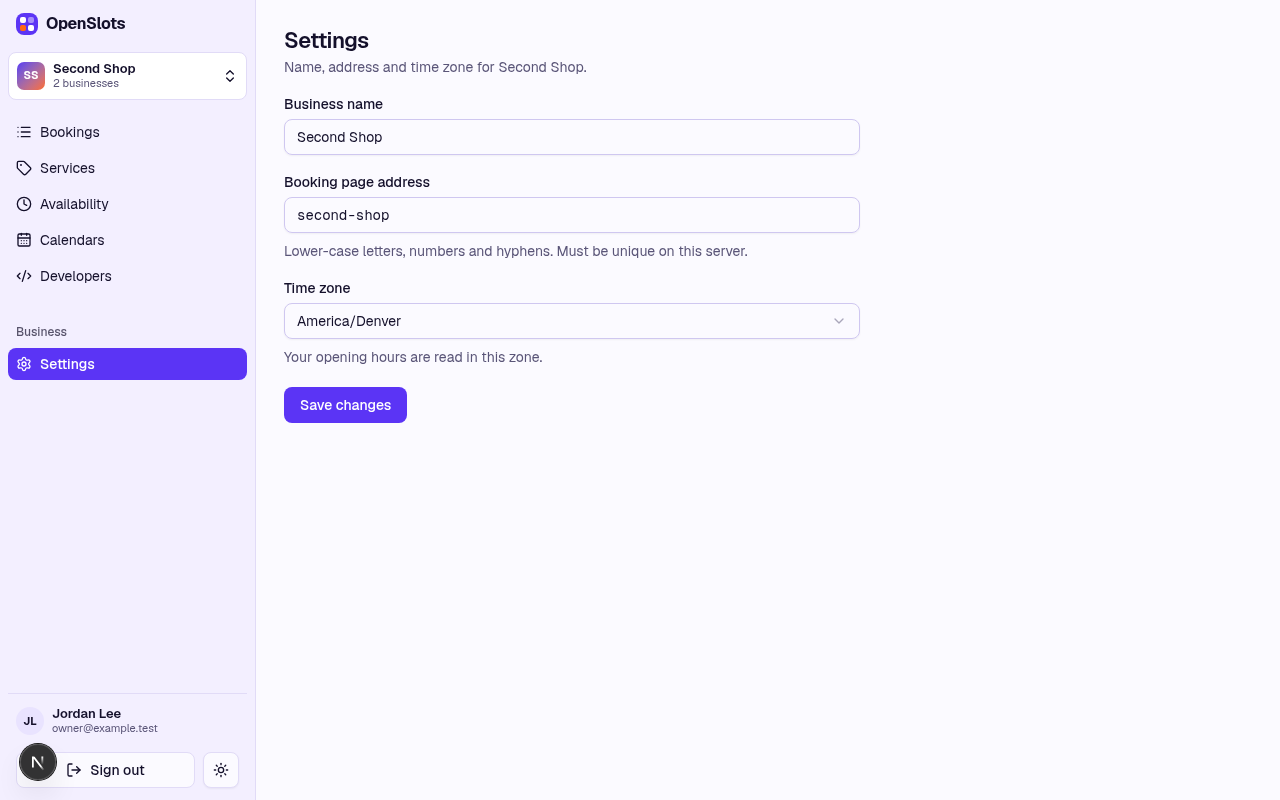 OpenSlots
SS
Second Shop
2 businesses
Bookings
Services
Availability
Calendars
Developers
Business
Settings
JL
Jordan Lee
owner@example.test
N
Sign out
Settings
Name, address and time zone for Second Shop.
Business name
Second Shop
Booking page address
second-shop
Lower-case letters, numbers and hyphens. Must be unique on this server.
Time zone
America/Denver
Your opening hours are read in this zone.
Save changes